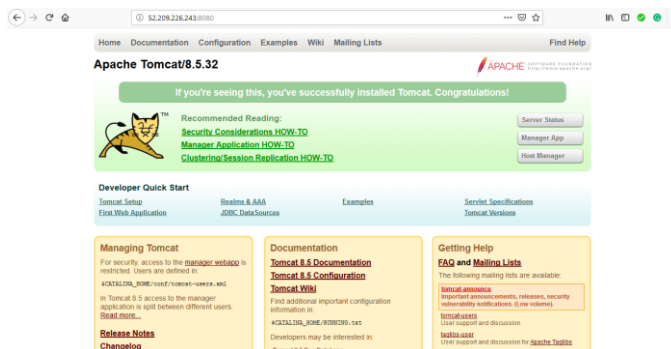 52.209.226.243:8080
Home Documentation Configuration Examples Wiki Mailing Lists Find Help
Apache Tomcat/8.5.32
APACHE SOFTWARE FOUNDATION
http://www.apache.org/
If you're seeing this, you've successfully installed Tomcat. Congratulations!
TM
Recommended Reading:
Security Considerations HOW-TO
Manager Application HOW-TO
Clustering/Session Replication HOW-TO
Server Status
Manager App
Host Manager
Developer Quick Start
Tomcat Setup
First Web Application
Realms & AAA
JDBC DataSources
Examples
Servlet Specifications
Tomcat Versions
Managing Tomcat
For security, access to the manager webapp is
restricted. Users are defined in:
$CATALINA_HOME/conf/tomcat-users.xml
In Tomcat 8.5 access to the manager
application is split between different users.
Read more...
Release Notes
Changelog
Documentation
Tomcat 8.5 Documentation
Tomcat 8.5 Configuration
Tomcat Wiki
Find additional important configuration
information in:
$CATALINA_HOME/RUNNING.txt
Developers may be interested in:
Getting Help
FAQ and Mailing Lists
The following mailing lists are available:
tomcat-announce
Important announcements, releases, security
vulnerability notifications. (Low volume).
tomcat-users
User support and discussion
taglibs-user
User support and discussion for Apache Taglibs